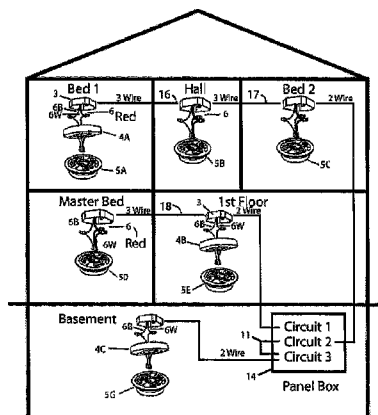 Bed 1
Hall
Bed 2
3
3 Wire
16
3 Wire
17
2 Wire
6B
6W
6
Red
6
4A
5A
5B
5C
Master Bed
1st Floor
3 Wire
18
3
2 Wire
6B
6
6B
6W
6W
Red
4B
5D
5E
Basement
6B
6W
4C
2 Wire
5G
11
14
Circuit 1
Circuit 2
Circuit 3
Panel Box